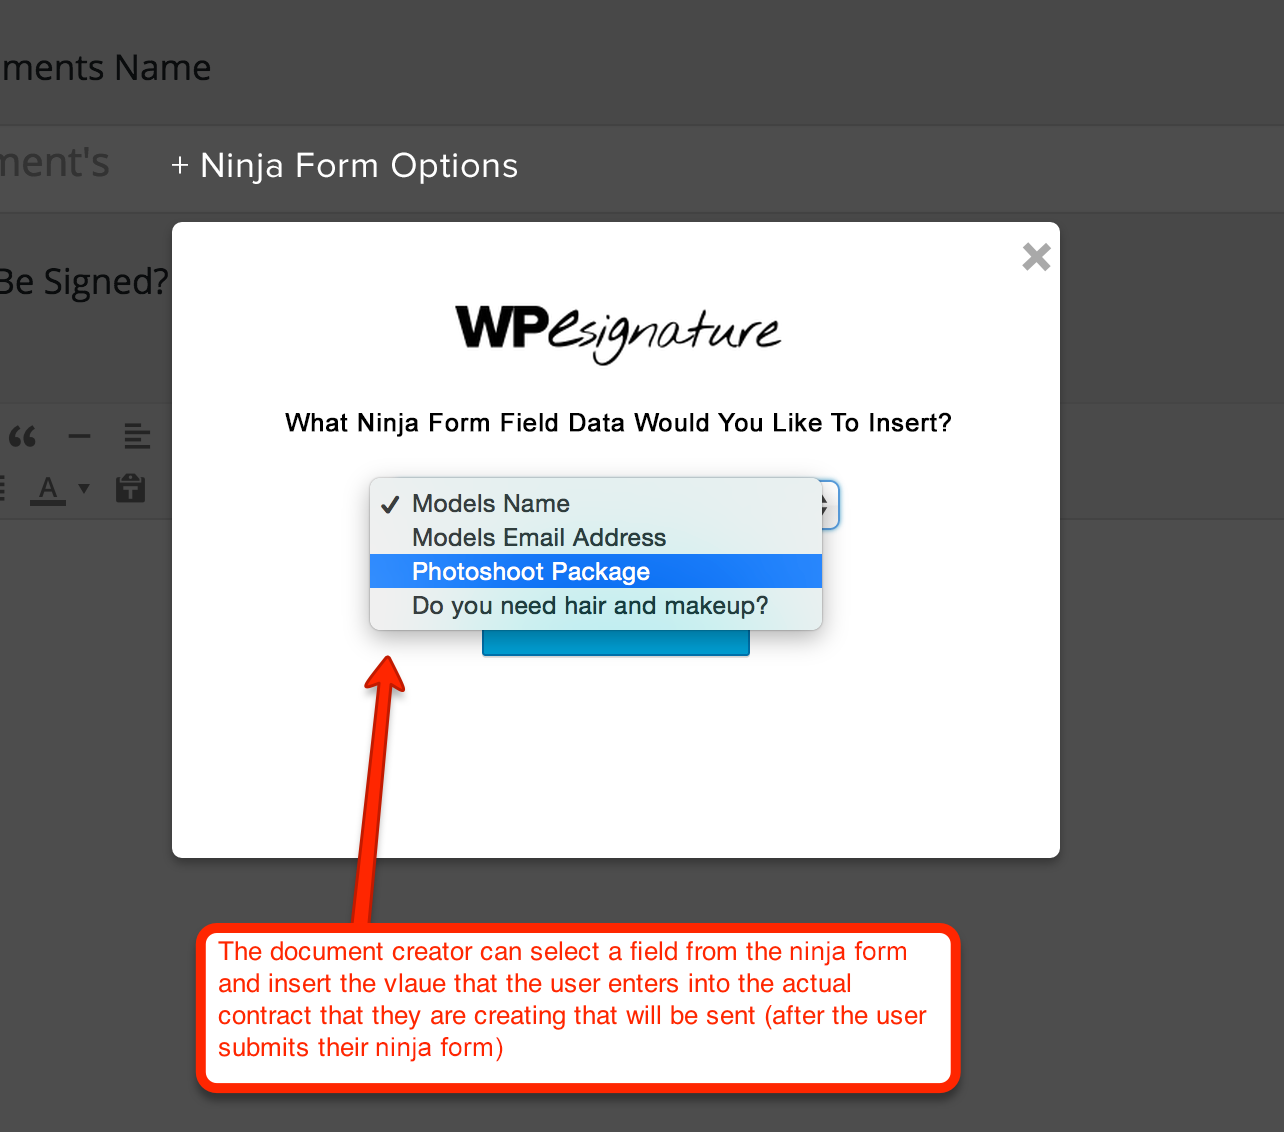 ments Name
ment's
+ Ninja Form Options
Be Signed?
WPesignature
What Ninja Form Field Data Would You Like To Insert?
✓ Models Name
Models Email Address
Photoshoot Package
Do you need hair and makeup?
A
The document creator can select a field from the ninja form
and insert the vlaue that the user enters into the actual
contract that they are creating that will be sent (after the user
submits their ninja form)